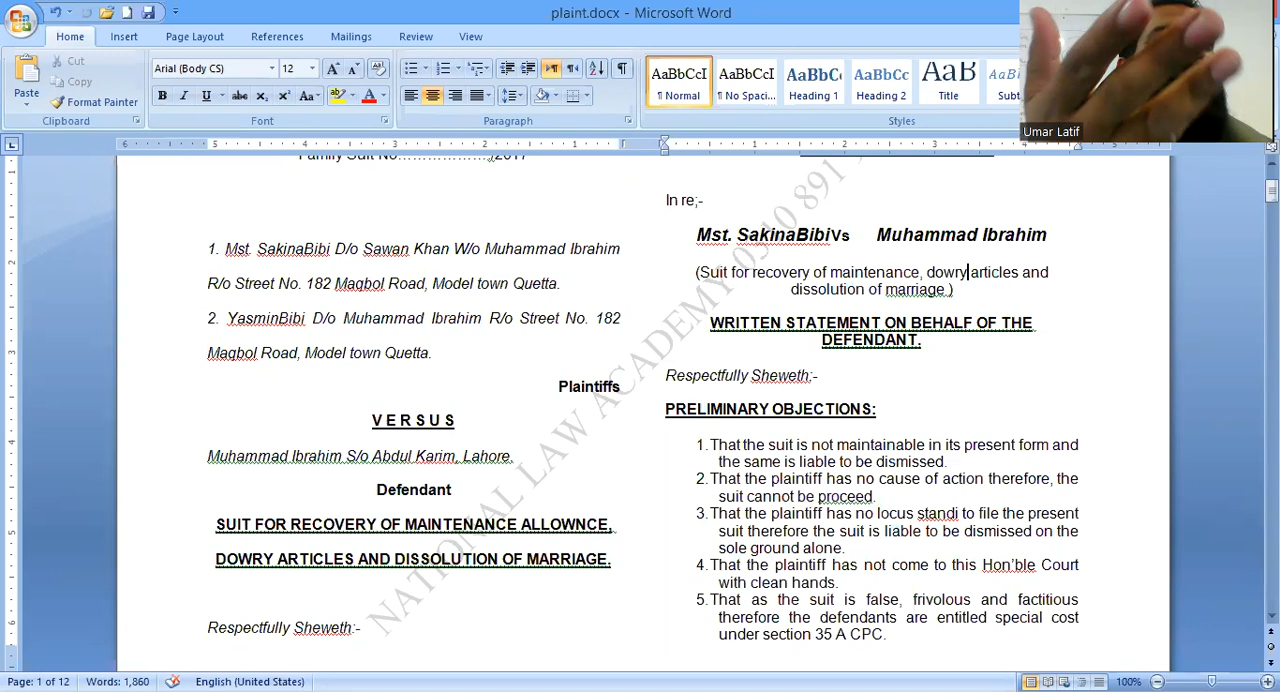 plaint.docx - Microsoft Word
Home Insert Page Layout References Mailings Review View
Paste
Cut
Copy
Format Painter
Clipboard
Arial (Body CS) 12
Font
Paragraph
AaBbCcI AaBbCcI AaBbC AaBbCc AaB
¶ Normal ¶ No Spaci... Heading 1 Heading 2 Title
Styles
Umar Latif
Family Suit No.……………../2017
1. Mst. SakinaBibi D/o Sawan Khan W/o Muhammad Ibrahim
R/o Street No. 182 Maqbol Road, Model town Quetta.
2. YasminBibi D/o Muhammad Ibrahim R/o Street No. 182
Maqbol Road, Model town Quetta.
Plaintiffs
V E R S U S
Muhammad Ibrahim S/o Abdul Karim, Lahore.
Defendant
SUIT FOR RECOVERY OF MAINTENANCE ALLOWNCE,
DOWRY ARTICLES AND DISSOLUTION OF MARRIAGE.
Respectfully Sheweth:-
In re;-
Mst. SakinaBibiVs Muhammad Ibrahim
(Suit for recovery of maintenance, dowry articles and
dissolution of marriage.)
WRITTEN STATEMENT ON BEHALF OF THE
DEFENDANT.
Respectfully Sheweth:-
PRELIMINARY OBJECTIONS:
1. That the suit is not maintainable in its present form and
the same is liable to be dismissed.
2. That the plaintiff has no cause of action therefore, the
suit cannot be proceed.
3. That the plaintiff has no locus standi to file the present
suit therefore the suit is liable to be dismissed on the
sole ground alone.
4. That the plaintiff has not come to this Hon'ble Court
with clean hands.
5. That as the suit is false, frivolous and factitious
therefore the defendants are entitled special cost
under section 35 A CPC.
NATIONAL LAW ACADEMY 0310 891
Page: 1 of 12 Words: 1,860 English (United States) 100%